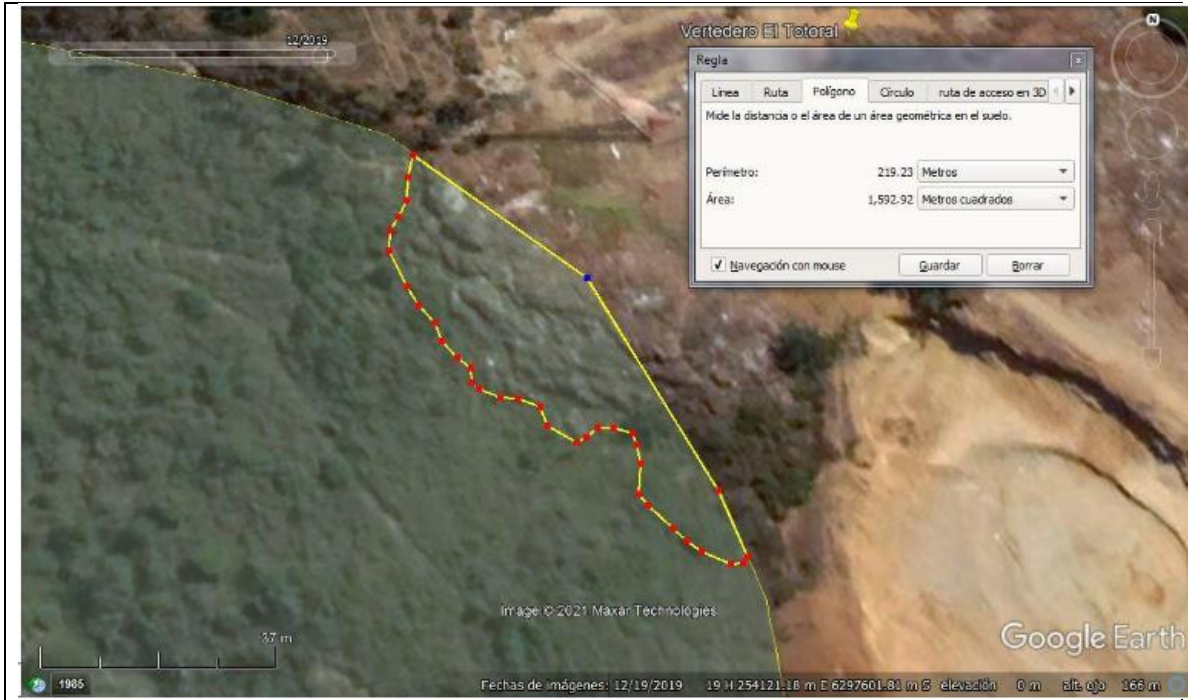 12/2019
Vertedero El Totoral
N
Regla
Línea Ruta Polígono Círculo ruta de acceso en 3D
Mide la distancia o el área de un área geométrica en el suelo.
Perímetro: 219.23 Metros
Área: 1,592.92 Metros cuadrados
Navegación con mouse Guardar Borrar
Image © 2021 Maxar Technologies
37 m
Google Earth
1985
Fechas de imágenes: 12/19/2019 19 H 254121.18 m E 6297601.81 m S elevación 0 m alt. ojo 166 m